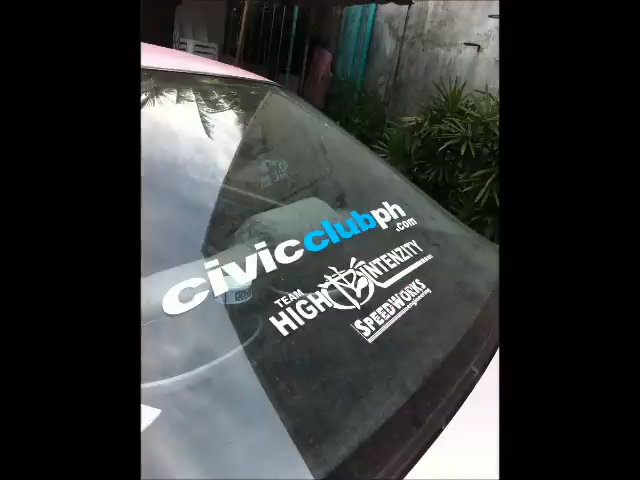 civicclubph
.com
TEAM
HIGH INTENZITY
SPEEDWORKS